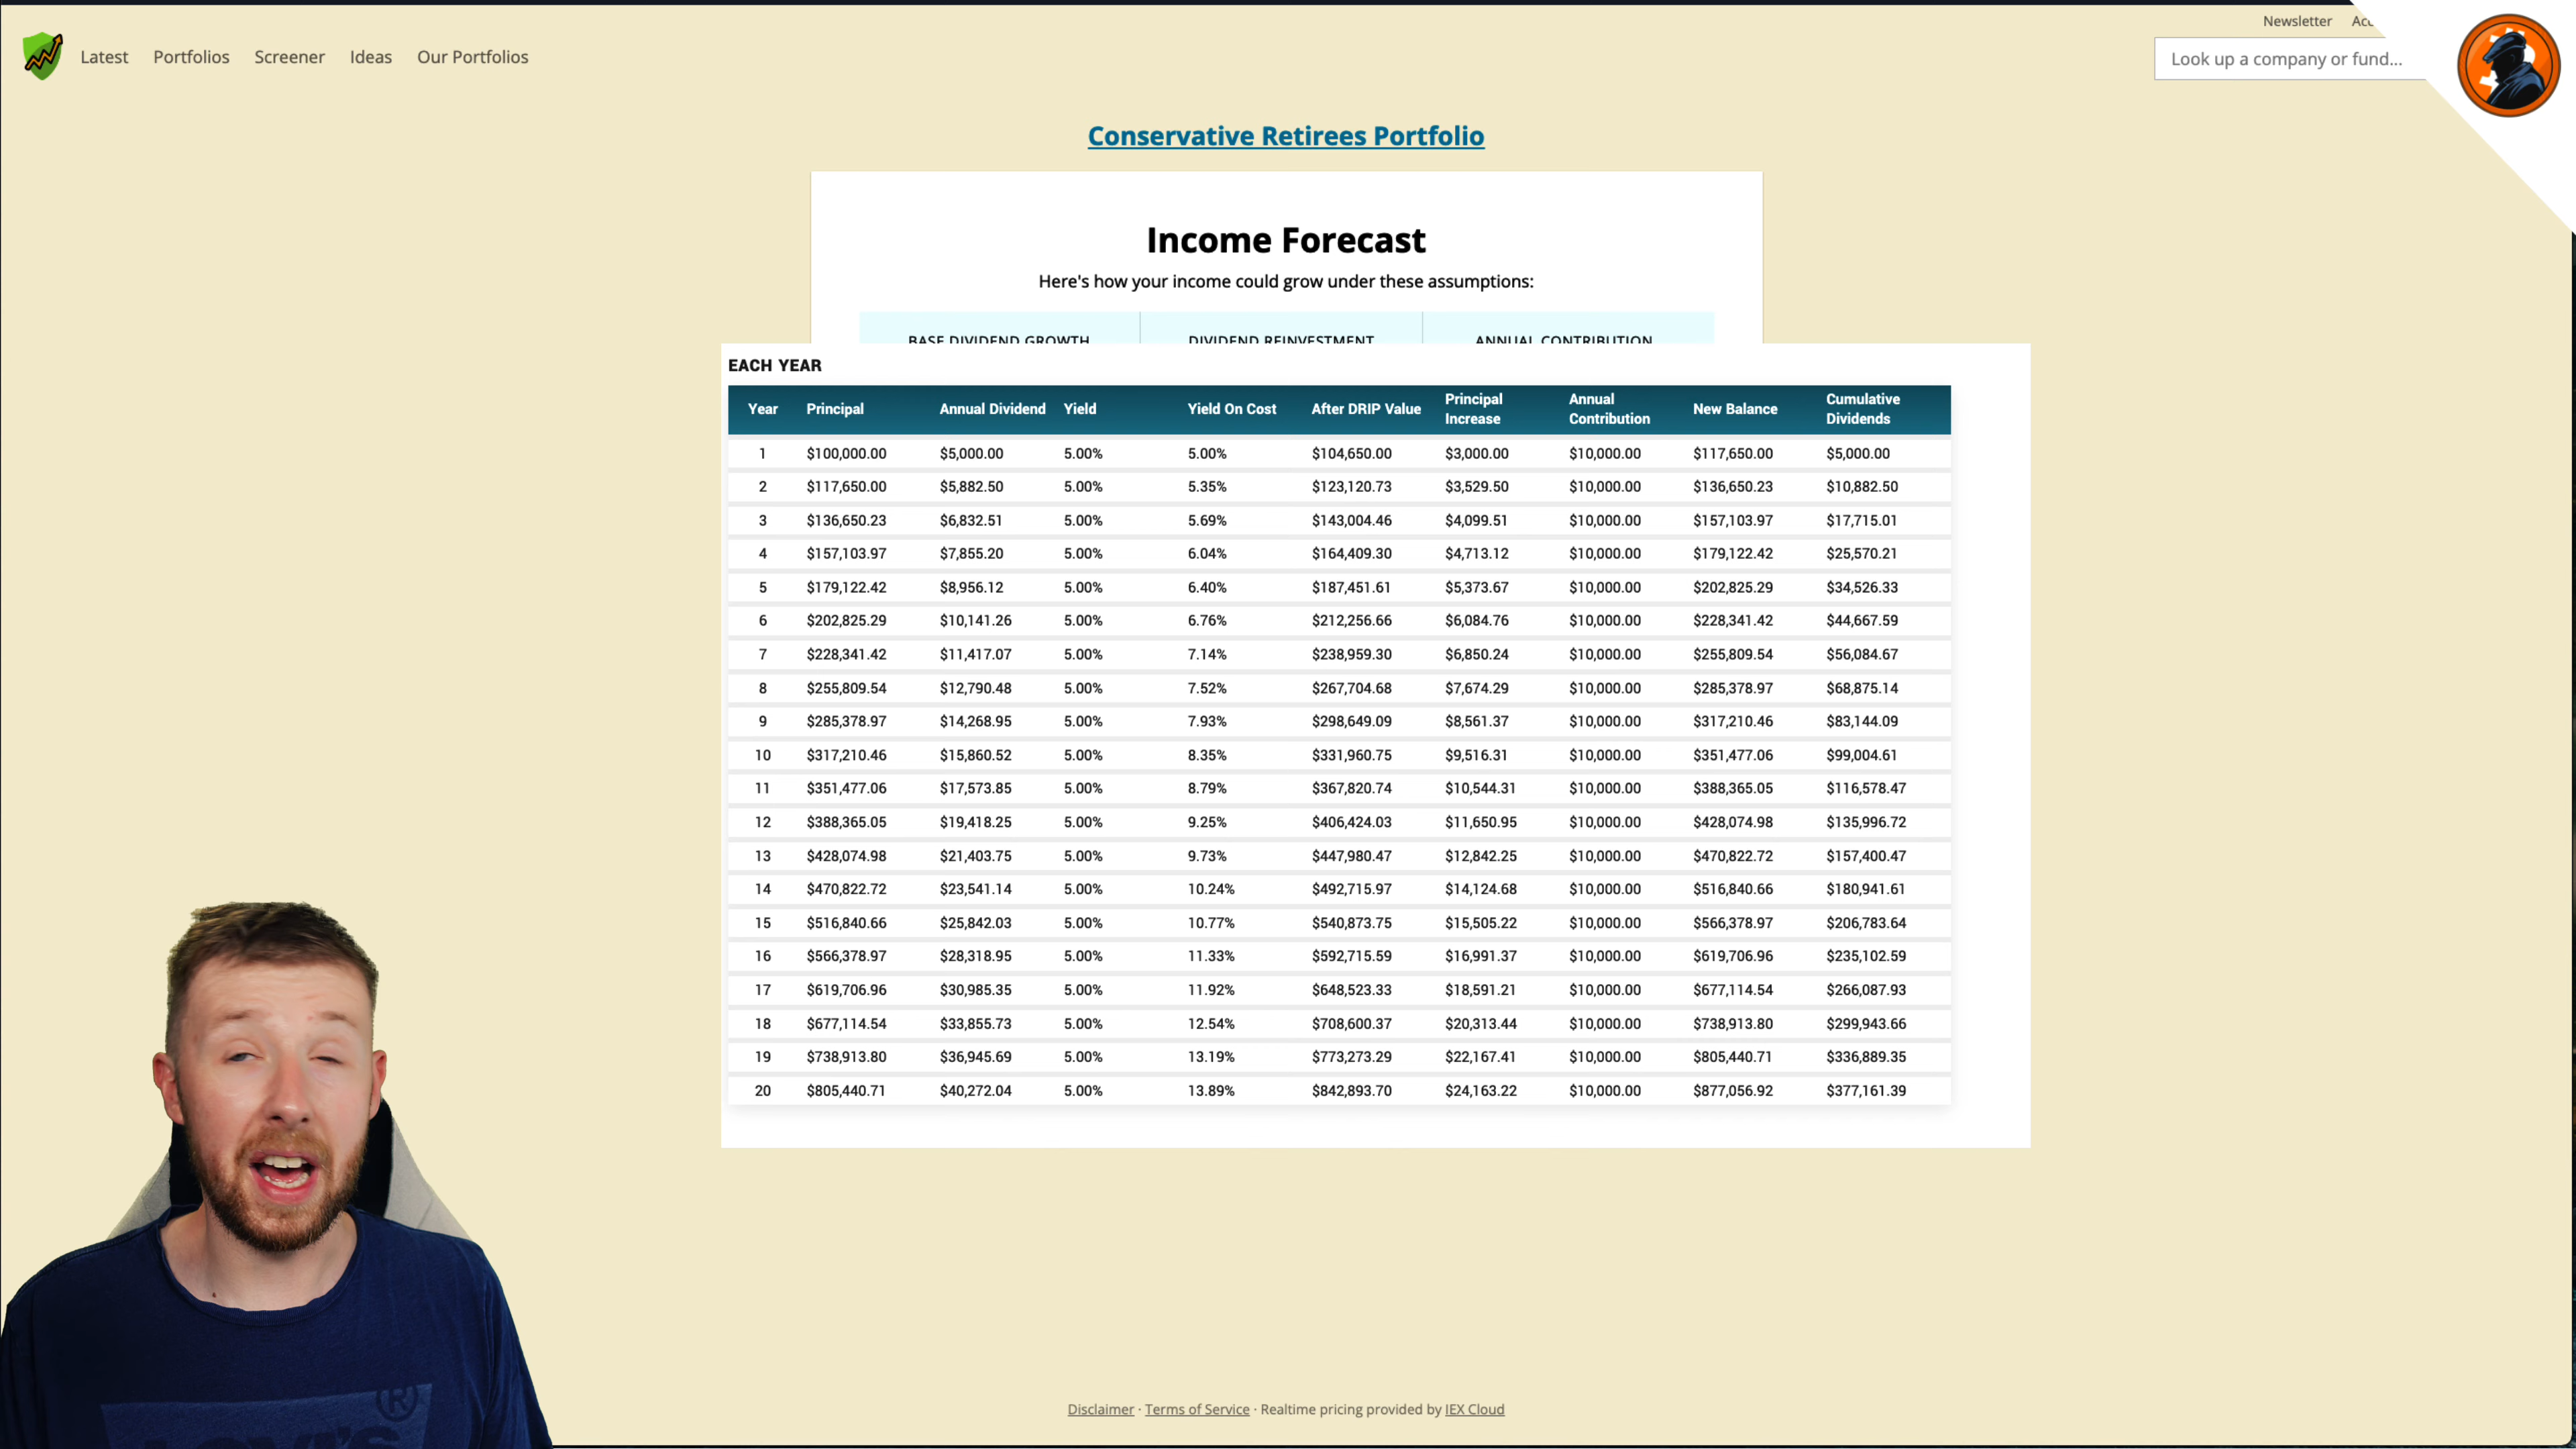 Newsletter
Latest Portfolios Screener Ideas Our Portfolios
Look up a company or fund...
Conservative Retirees Portfolio
Income Forecast
Here's how your income could grow under these assumptions:
BASE DIVIDEND GROWTH DIVIDEND REINVESTMENT ANNUAL CONTRIBUTION
EACH YEAR
Year Principal Annual Dividend Yield Yield On Cost After DRIP Value Principal Increase Annual Contribution New Balance Cumulative Dividends
1 $100,000.00 $5,000.00 5.00% 5.00% $104,650.00 $3,000.00 $10,000.00 $117,650.00 $5,000.00
2 $117,650.00 $5,882.50 5.00% 5.35% $123,120.73 $3,529.50 $10,000.00 $136,650.23 $10,882.50
3 $136,650.23 $6,832.51 5.00% 5.69% $143,004.46 $4,099.51 $10,000.00 $157,103.97 $17,715.01
4 $157,103.97 $7,855.20 5.00% 6.04% $164,409.30 $4,713.12 $10,000.00 $179,122.42 $25,570.21
5 $179,122.42 $8,956.12 5.00% 6.40% $187,451.61 $5,373.67 $10,000.00 $202,825.29 $34,526.33
6 $202,825.29 $10,141.26 5.00% 6.76% $212,256.66 $6,084.76 $10,000.00 $228,341.42 $44,667.59
7 $228,341.42 $11,417.07 5.00% 7.14% $238,959.30 $6,850.24 $10,000.00 $255,809.54 $56,084.67
8 $255,809.54 $12,790.48 5.00% 7.52% $267,704.68 $7,674.29 $10,000.00 $285,378.97 $68,875.14
9 $285,378.97 $14,268.95 5.00% 7.93% $298,649.09 $8,561.37 $10,000.00 $317,210.46 $83,144.09
10 $317,210.46 $15,860.52 5.00% 8.35% $331,960.75 $9,516.31 $10,000.00 $351,477.06 $99,004.61
11 $351,477.06 $17,573.85 5.00% 8.79% $367,820.74 $10,544.31 $10,000.00 $388,365.05 $116,578.47
12 $388,365.05 $19,418.25 5.00% 9.25% $406,424.03 $11,650.95 $10,000.00 $428,074.98 $135,996.72
13 $428,074.98 $21,403.75 5.00% 9.73% $447,980.47 $12,842.25 $10,000.00 $470,822.72 $157,400.47
14 $470,822.72 $23,541.14 5.00% 10.24% $492,715.97 $14,124.68 $10,000.00 $516,840.66 $180,941.61
15 $516,840.66 $25,842.03 5.00% 10.77% $540,873.75 $15,505.22 $10,000.00 $566,378.97 $206,783.64
16 $566,378.97 $28,318.95 5.00% 11.33% $592,715.59 $16,991.37 $10,000.00 $619,706.96 $235,102.59
17 $619,706.96 $30,985.35 5.00% 11.92% $648,523.33 $18,591.21 $10,000.00 $677,114.54 $266,087.93
18 $677,114.54 $33,855.73 5.00% 12.54% $708,600.37 $20,313.44 $10,000.00 $738,913.80 $299,943.66
19 $738,913.80 $36,945.69 5.00% 13.19% $773,273.29 $22,167.41 $10,000.00 $805,440.71 $336,889.35
20 $805,440.71 $40,272.04 5.00% 13.89% $842,893.70 $24,163.22 $10,000.00 $877,056.92 $377,161.39
Disclaimer · Terms of Service · Realtime pricing provided by IEX Cloud